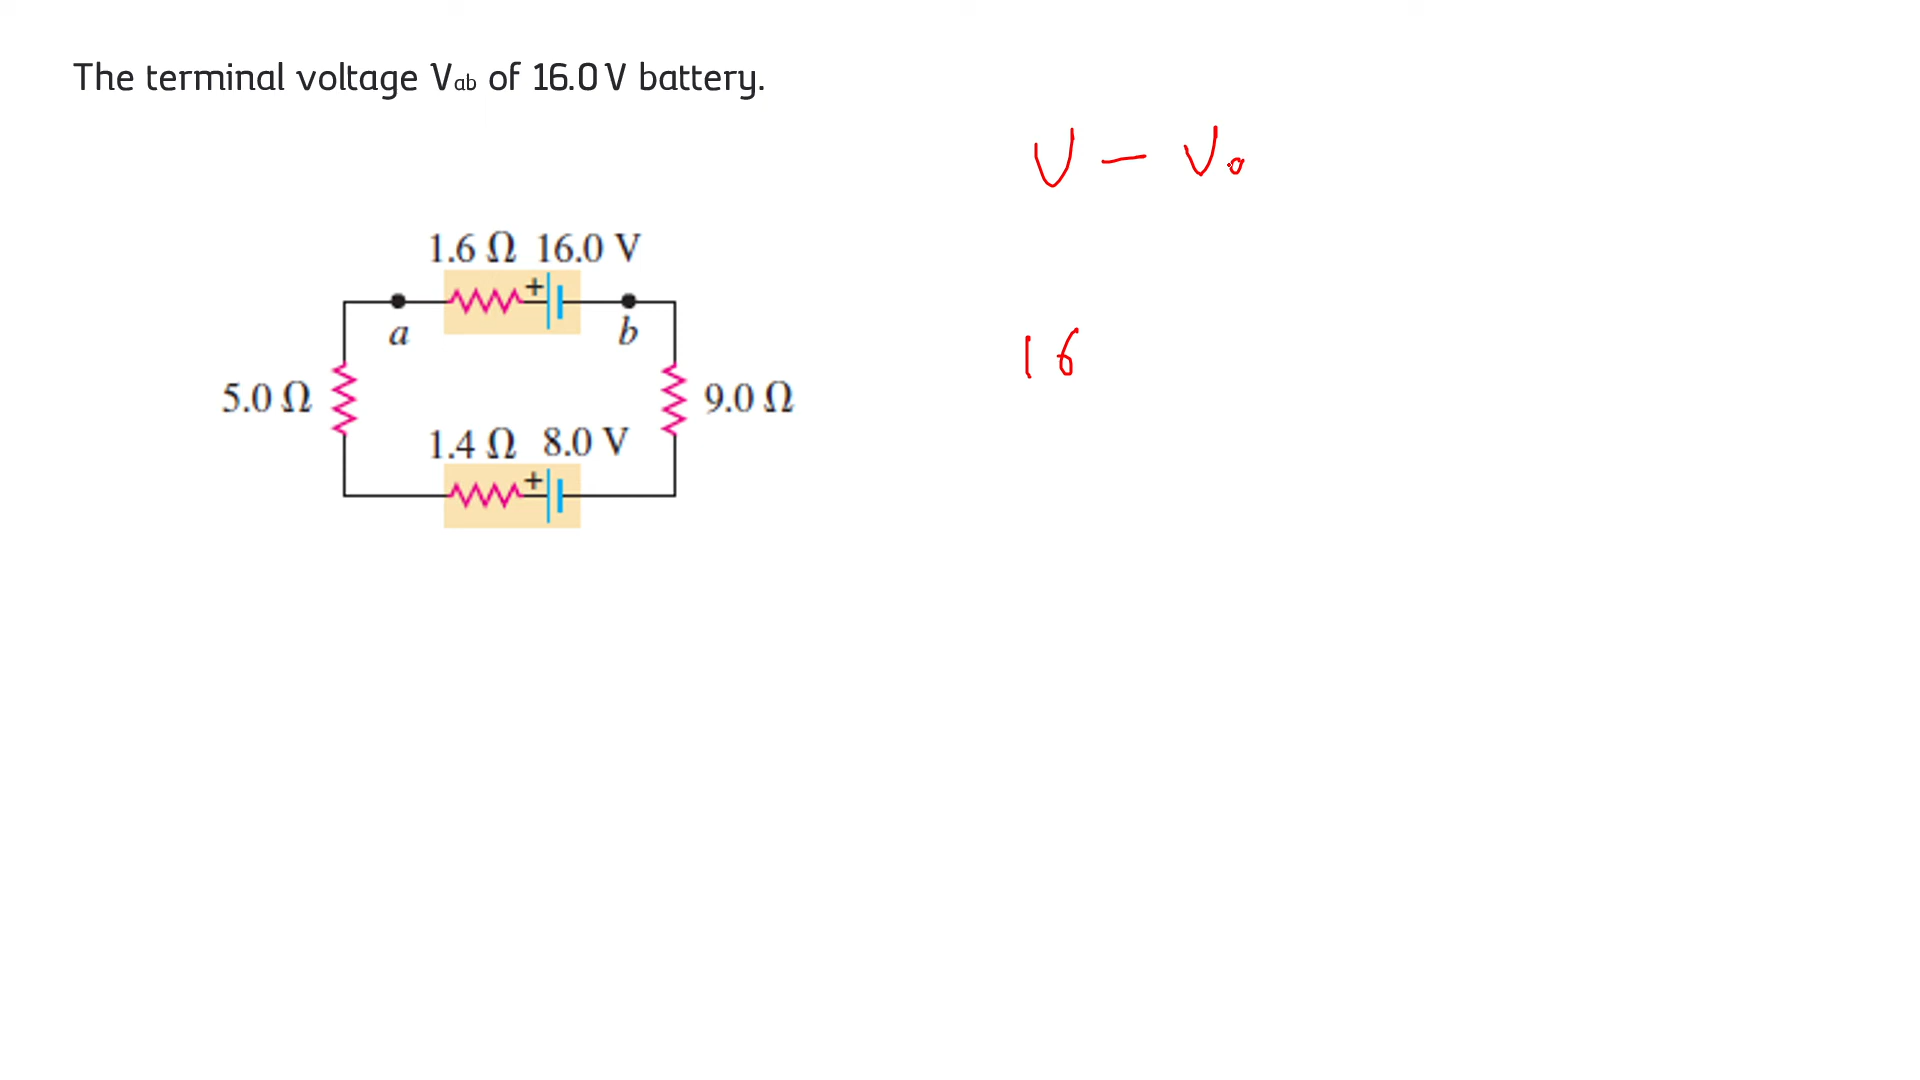 The terminal voltage Vab of 16.0 V battery.
V – V₀
1.6 Ω 16.0 V
+
a
b
16
5.0 Ω
9.0 Ω
1.4 Ω 8.0 V
+